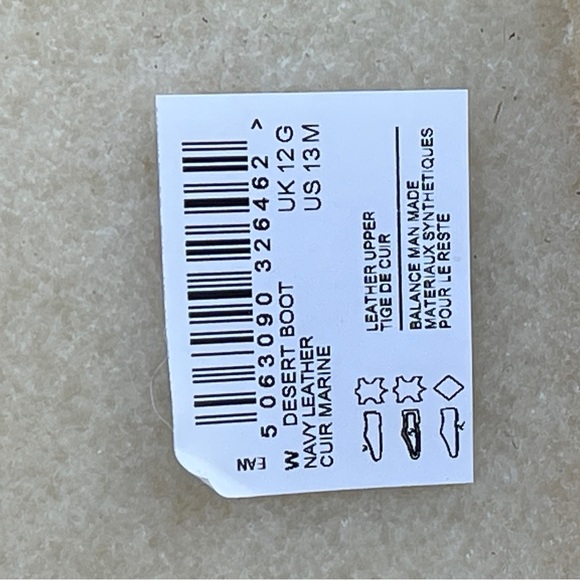 EAN
5 063090 326462 >
W DESERT BOOT UK 12 G
NAVY LEATHER US 13 M
CUIR MARINE
LEATHER UPPER
TIGE DE CUIR
BALANCE MAN MADE
MATERIAUX SYNTHETIQUES
POUR LE RESTE